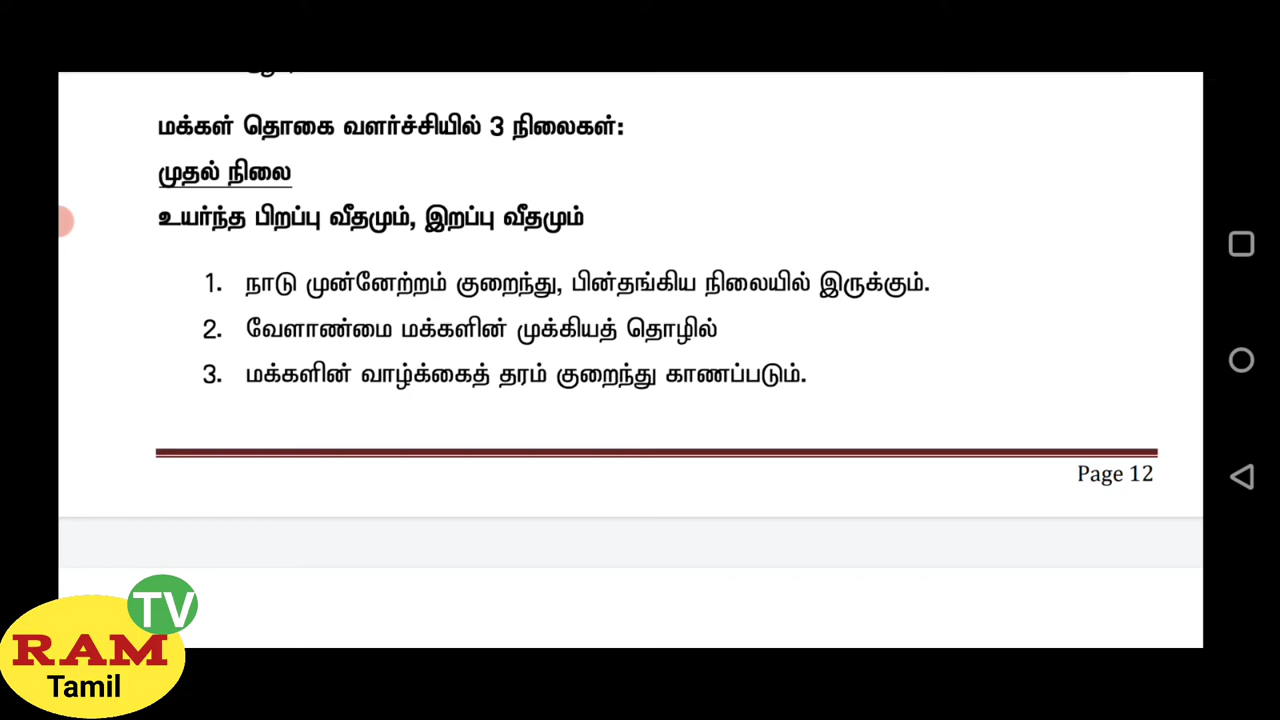 மக்கள் தொகை வளர்ச்சியில் 3 நிலைகள்:
முதல் நிலை
உயர்ந்த பிறப்பு வீதமும், இறப்பு வீதமும்
1. நாடு முன்னேற்றம் குறைந்து, பின்தங்கிய நிலையில் இருக்கும்.
2. வேளாண்மை மக்களின் முக்கியத் தொழில்
3. மக்களின் வாழ்க்கைத் தரம் குறைந்து காணப்படும்.
Page 12
TV
RAM
Tamil